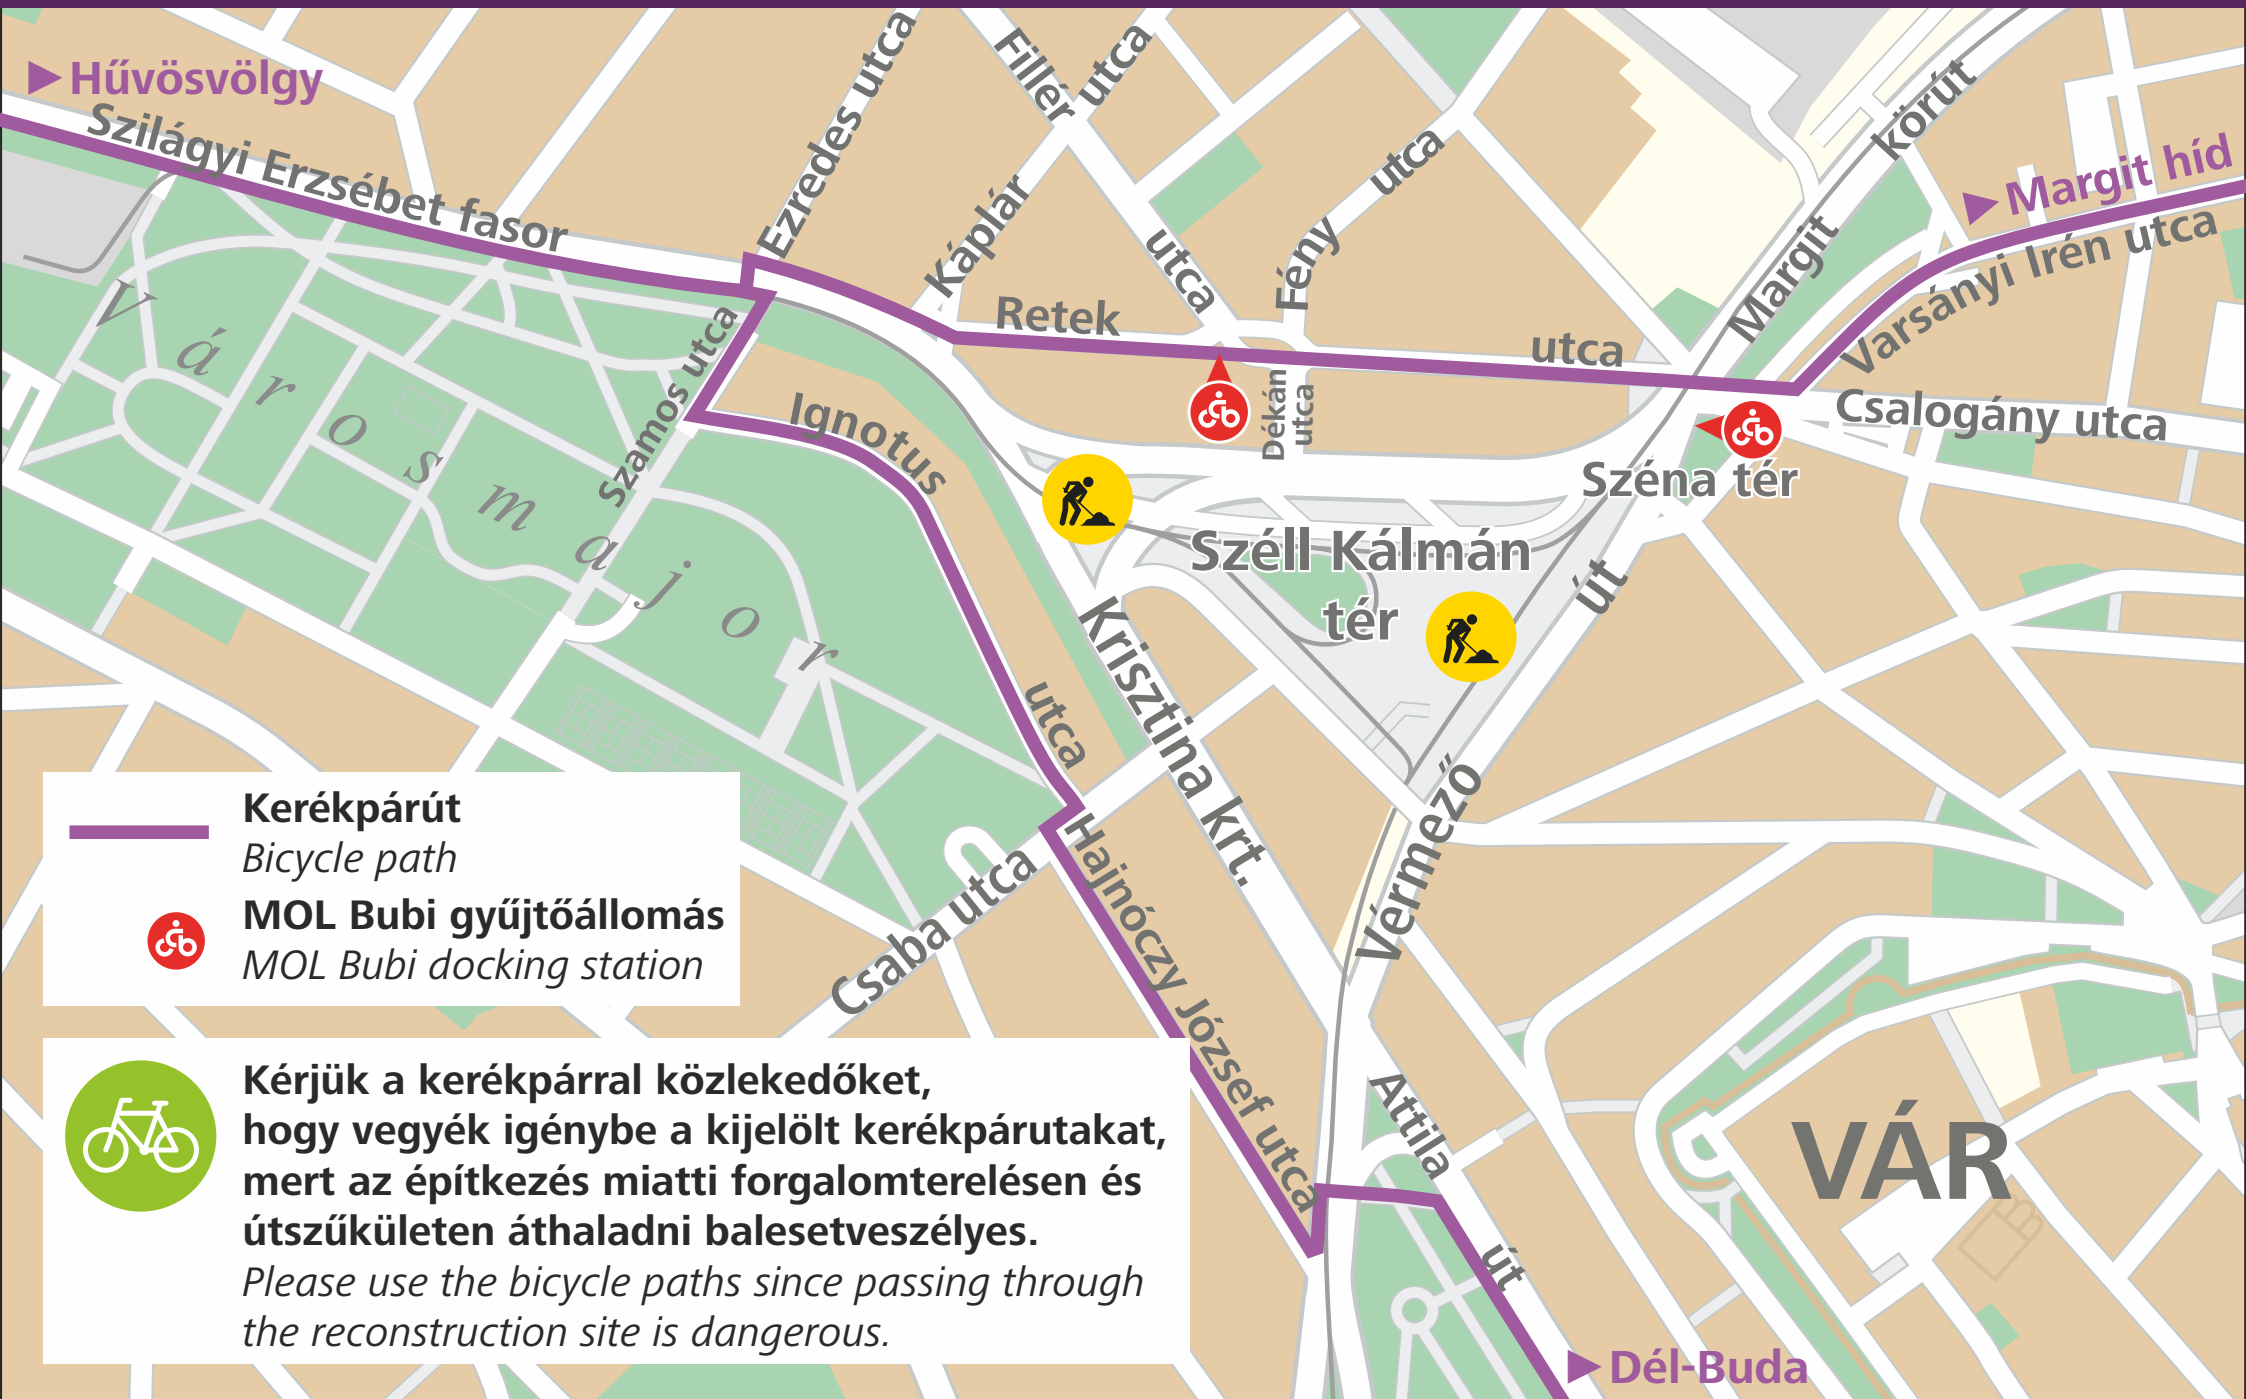 Hűvösvölgy
Szilágyi Erzsébet fasor
Ezredes utca
Fillér
utca
Káplár
utca
Fény
utca
Margit
körút
Margit híd
Varsányi Irén utca
Retek
utca
Dékán
utca
Csalogány utca
Széna tér
Szamos utca
Ignotus
utca
Városmajor
Széll Kálmán
tér
Krisztina krt.
Vérmező
út
Csaba utca
Hajnóczy József utca
Attila
út
VÁR
Dél-Buda
Kerékpárút
Bicycle path
MOL Bubi gyűjtőállomás
MOL Bubi docking station
Kérjük a kerékpárral közlekedőket,
hogy vegyék igénybe a kijelölt kerékpárutakat,
mert az építkezés miatti forgalomterelésen és
útszűkületen áthaladni balesetveszélyes.
Please use the bicycle paths since passing through
the reconstruction site is dangerous.